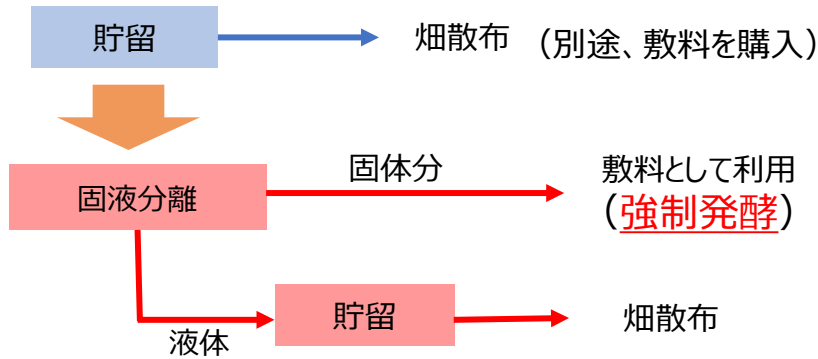 貯留
畑散布
（別途、敷料を購入）
固液分離
固体分
敷料として利用
（強制発酵）
液体
貯留
畑散布